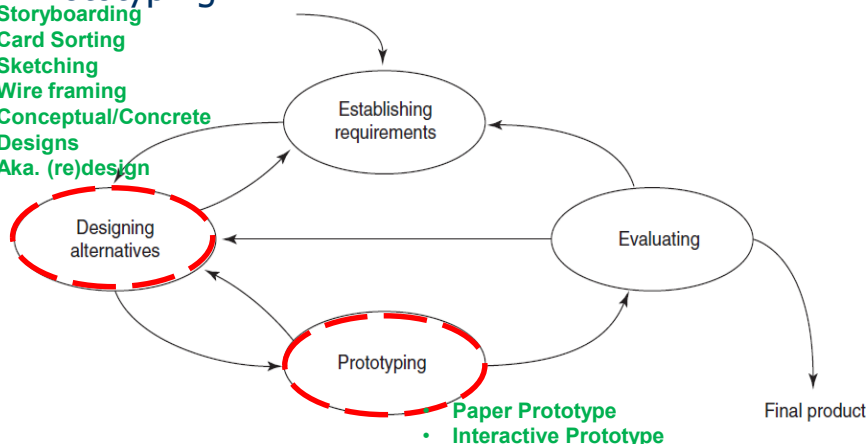 Storyboarding
Card Sorting
Sketching
Wire framing
Conceptual/Concrete
Designs
Aka. (re)design
Establishing
requirements
Designing
alternatives
Evaluating
Prototyping
Final product
• Paper Prototype
• Interactive Prototype